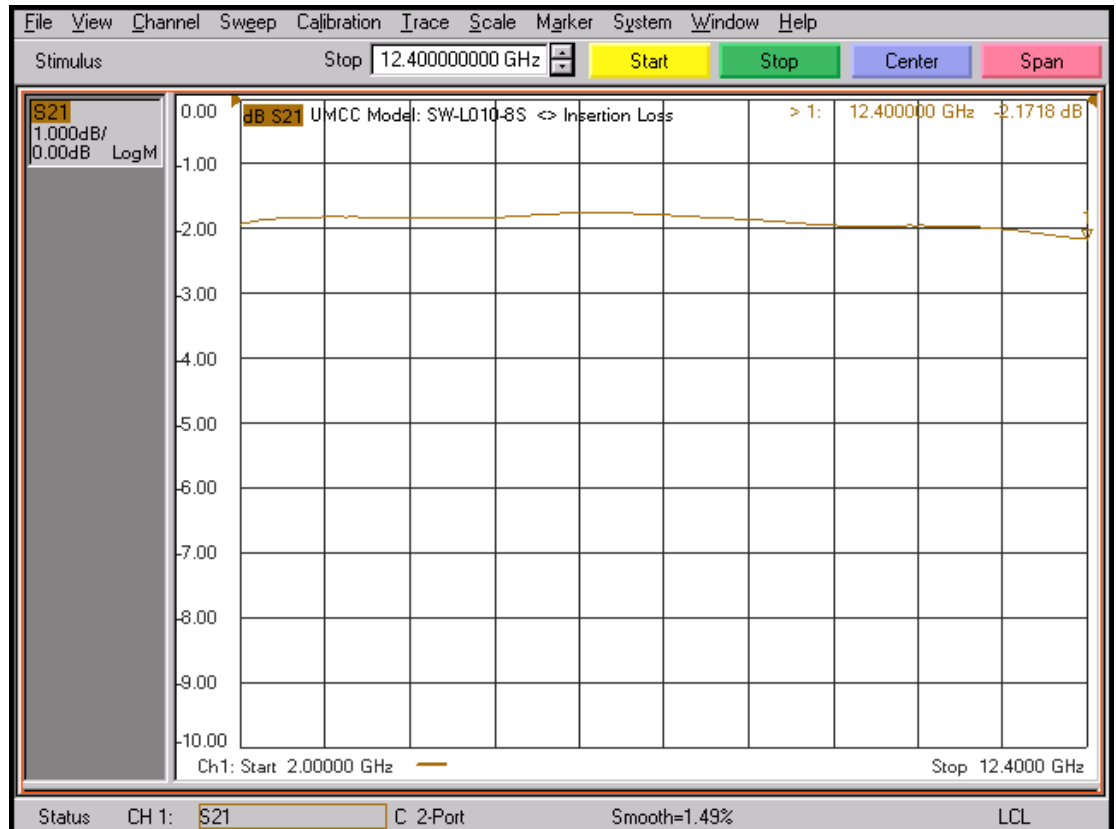 File View Channel Sweep Calibration Trace Scale Marker System Window Help
Stimulus Stop 12.400000000 GHz Start Stop Center Span
S21
1.000dB/
0.00dB LogM
dB S21 UMCC Model: SW-L010-8S <> Insertion Loss > 1: 12.400000 GHz -2.1718 dB
0.00
-1.00
-2.00
-3.00
-4.00
-5.00
-6.00
-7.00
-8.00
-9.00
-10.00
1
Ch1: Start 2.00000 GHz Stop 12.4000 GHz
Status CH 1: S21 C 2-Port Smooth=1.49% LCL